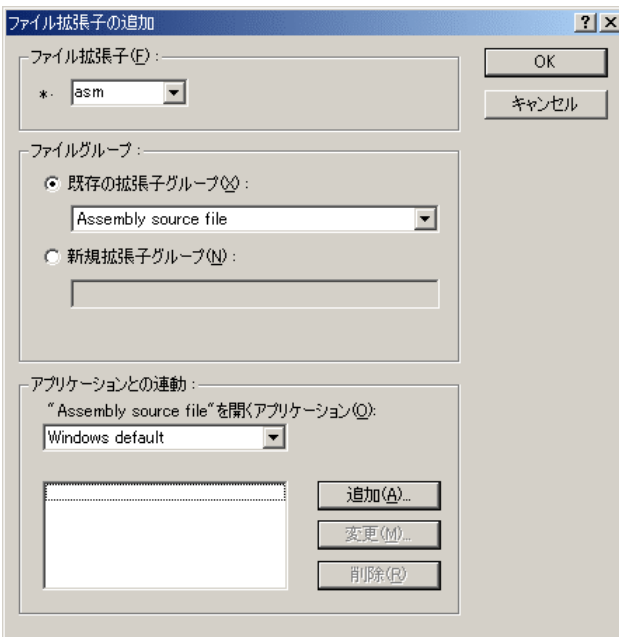 ファイル拡張子の追加
ファイル拡張子(F) :
*. asm
OK
キャンセル
ファイルグループ :
既存の拡張子グループ(X) :
Assembly source file
新規拡張子グループ(N) :
アプリケーションとの連動 :
"Assembly source file"を開くアプリケーション(O):
Windows default
追加(A)...
変更(M)...
削除(R)